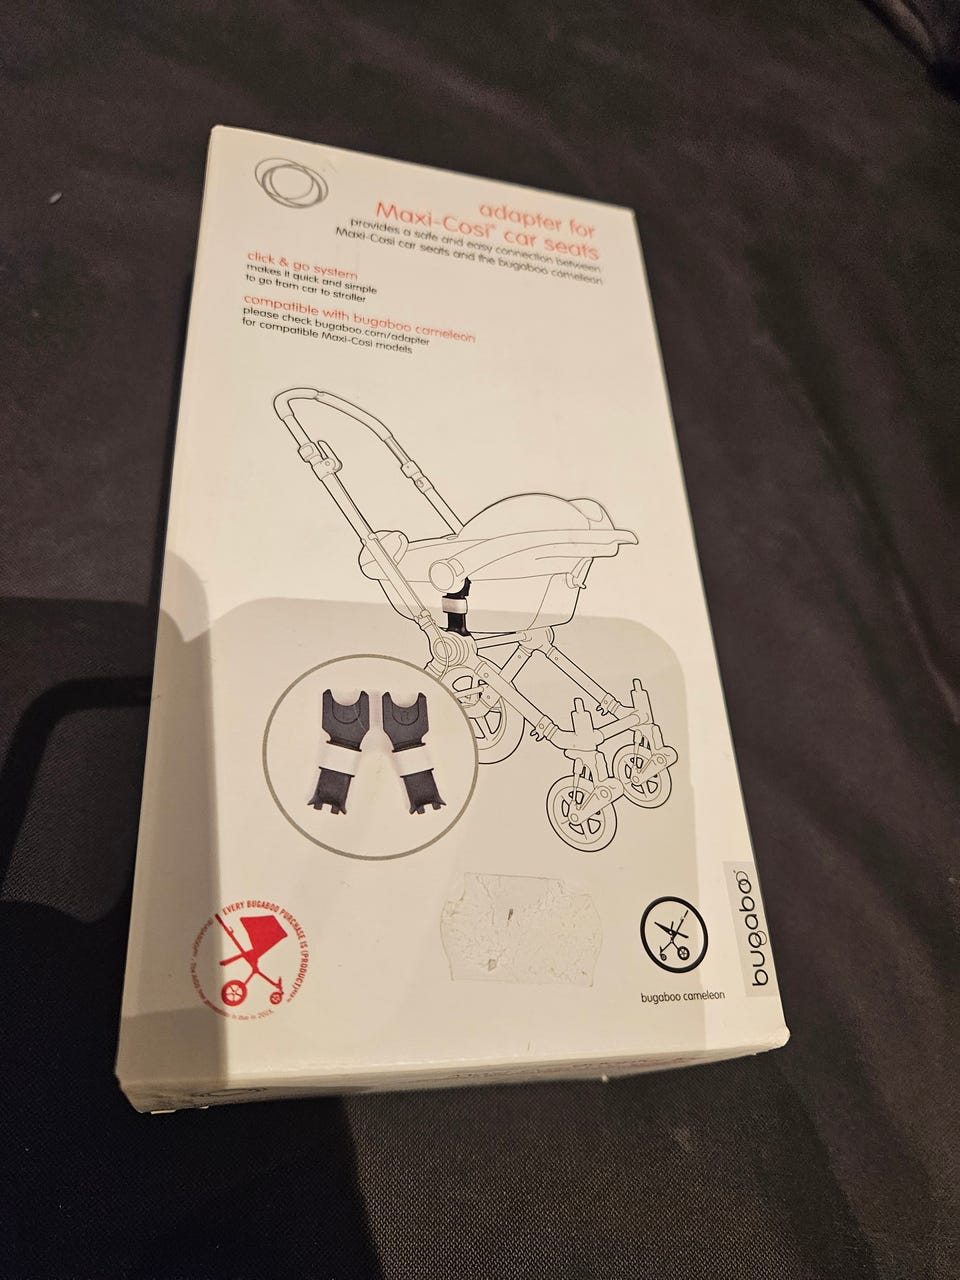 adapter for
Maxi-Cosi® car seats
provides a safe and easy connection between
Maxi-Cosi car seats and the bugaboo cameleon
click & go system
makes it quick and simple
to go from car to stroller
compatible with bugaboo cameleon
please check bugaboo.com/adapter
for compatible Maxi-Cosi models
EVERY BUGABOO PURCHASE IS (PRODUCT)RED
bugaboo cameleon
bugaboo